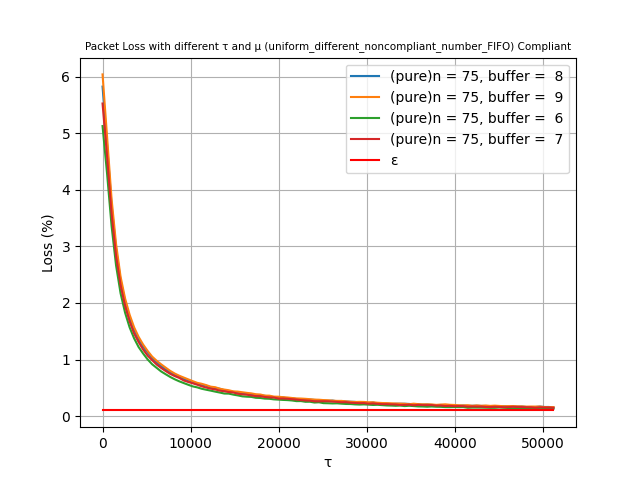 Packet Loss with different τ and μ (uniform_different_noncompliant_number_FIFO) Compliant
(pure)n = 75, buffer =  8
(pure)n = 75, buffer =  9
(pure)n = 75, buffer =  6
(pure)n = 75, buffer =  7
ε
Loss (%)
6
5
4
3
2
1
0
0 10000 20000 30000 40000 50000
τ